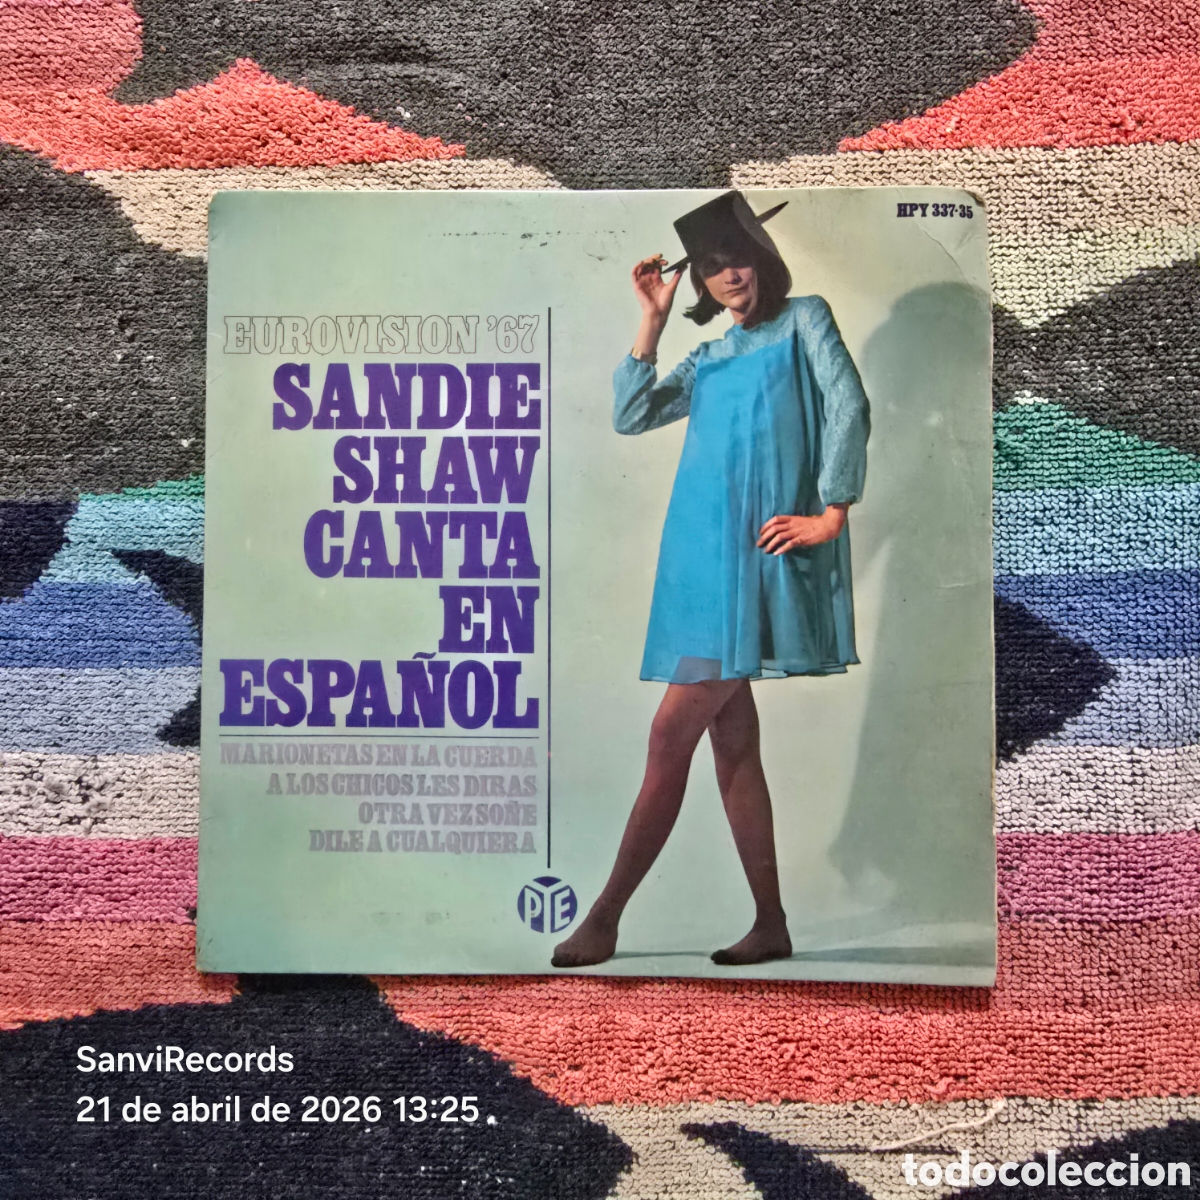 HPY 337-35
EUROVISION '67
SANDIE
SHAW
CANTA
EN
ESPAÑOL
MARIONETAS EN LA CUERDA
A LOS CHICOS LES DIRAS
OTRA VEZ SOÑE
DILE A CUALQUIERA
PYE
SanviRecords
21 de abril de 2026 13:25
todocoleccion